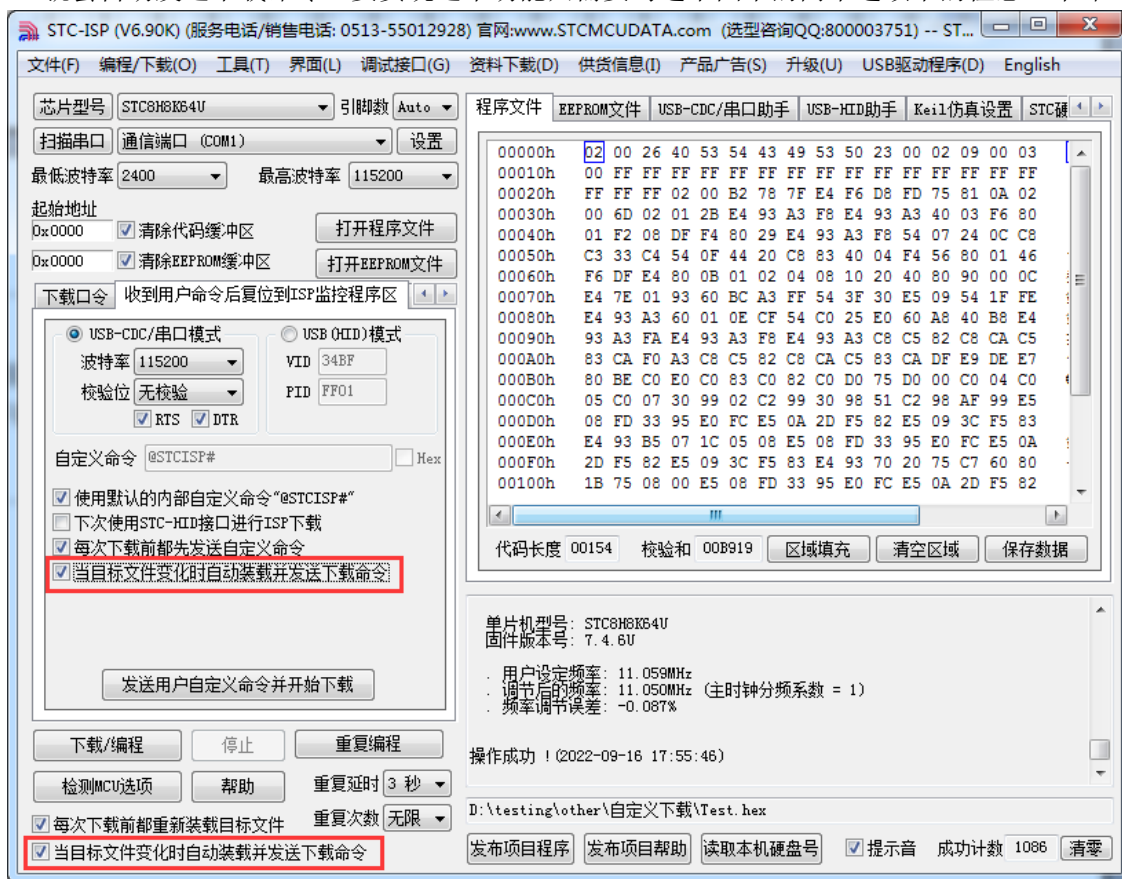 STC-ISP (V6.90K) (服务电话/销售电话: 0513-55012928) 官网:www.STCMCUDATA.com (选型咨询QQ:800003751) -- ST...
文件(F) 编程/下载(O) 工具(T) 界面(L) 调试接口(G) 资料下载(D) 供货信息(I) 产品广告(S) 升级(U) USB驱动程序(D) English
芯片型号 STC8H8K64U 引脚数 Auto
扫描串口 通信端口 (COM1) 设置
最低波特率 2400 最高波特率 115200
起始地址
0x0000 清除代码缓冲区 打开程序文件
0x0000 清除EEPROM缓冲区 打开EEPROM文件
下载口令 收到用户命令后复位到ISP监控程序区
USB-CDC/串口模式 USB(HID)模式
波特率 115200 VID 34BF
校验位 无校验 PID FF01
RTS DTR
自定义命令 @STCISP# Hex
使用默认的内部自定义命令"@STCISP#"
下次使用STC-HID接口进行ISP下载
每次下载前都先发送自定义命令
当目标文件变化时自动装载并发送下载命令
发送用户自定义命令并开始下载
下载/编程 停止 重复编程
检测MCU选项 帮助 重复延时 3 秒
每次下载前都重新装载目标文件 重复次数 无限
当目标文件变化时自动装载并发送下载命令
程序文件 EEPROM文件 USB-CDC/串口助手 USB-HID助手 Keil仿真设置 STC硬
00000h 02 00 26 40 53 54 43 49 53 50 23 00 02 09 00 03
00010h 00 FF FF FF FF FF FF FF FF FF FF FF FF FF FF FF
00020h FF FF FF 02 00 B2 78 7F E4 F6 D8 FD 75 81 0A 02
00030h 00 6D 02 01 2B E4 93 A3 F8 E4 93 A3 40 03 F6 80
00040h 01 F2 08 DF F4 80 29 E4 93 A3 F8 54 07 24 0C C8
00050h C3 33 C4 54 0F 44 20 C8 83 40 04 F4 56 80 01 46
00060h F6 DF E4 80 0B 01 02 04 08 10 20 40 80 90 00 0C
00070h E4 7E 01 93 60 BC A3 FF 54 3F 30 E5 09 54 1F FE
00080h E4 93 A3 60 01 0E CF 54 C0 25 E0 60 A8 40 B8 E4
00090h 93 A3 FA E4 93 A3 F8 E4 93 A3 C8 C5 82 C8 CA C5
000A0h 83 CA F0 A3 C8 C5 82 C8 CA C5 83 CA DF E9 DE E7
000B0h 80 BE C0 E0 C0 83 C0 82 C0 D0 75 D0 00 C0 04 C0
000C0h 05 C0 07 30 99 02 C2 99 30 98 51 C2 98 AF 99 E5
000D0h 08 FD 33 95 E0 FC E5 0A 2D F5 82 E5 09 3C F5 83
000E0h E4 93 B5 07 1C 05 08 E5 08 FD 33 95 E0 FC E5 0A
000F0h 2D F5 82 E5 09 3C F5 83 E4 93 70 20 75 C7 60 80
00100h 1B 75 08 00 E5 08 FD 33 95 E0 FC E5 0A 2D F5 82
代码长度 00154 校验和 00B919 区域填充 清空区域 保存数据
单片机型号: STC8H8K64U
固件版本号: 7.4.6U
. 用户设定频率: 11.059MHz
. 调节后的频率: 11.050MHz (主时钟分频系数 = 1)
. 频率调节误差: -0.087%
操作成功 !(2022-09-16 17:55:46)
D:\testing\other\自定义下载\Test.hex
发布项目程序 发布项目帮助 读取本机硬盘号 提示音 成功计数 1086 清零